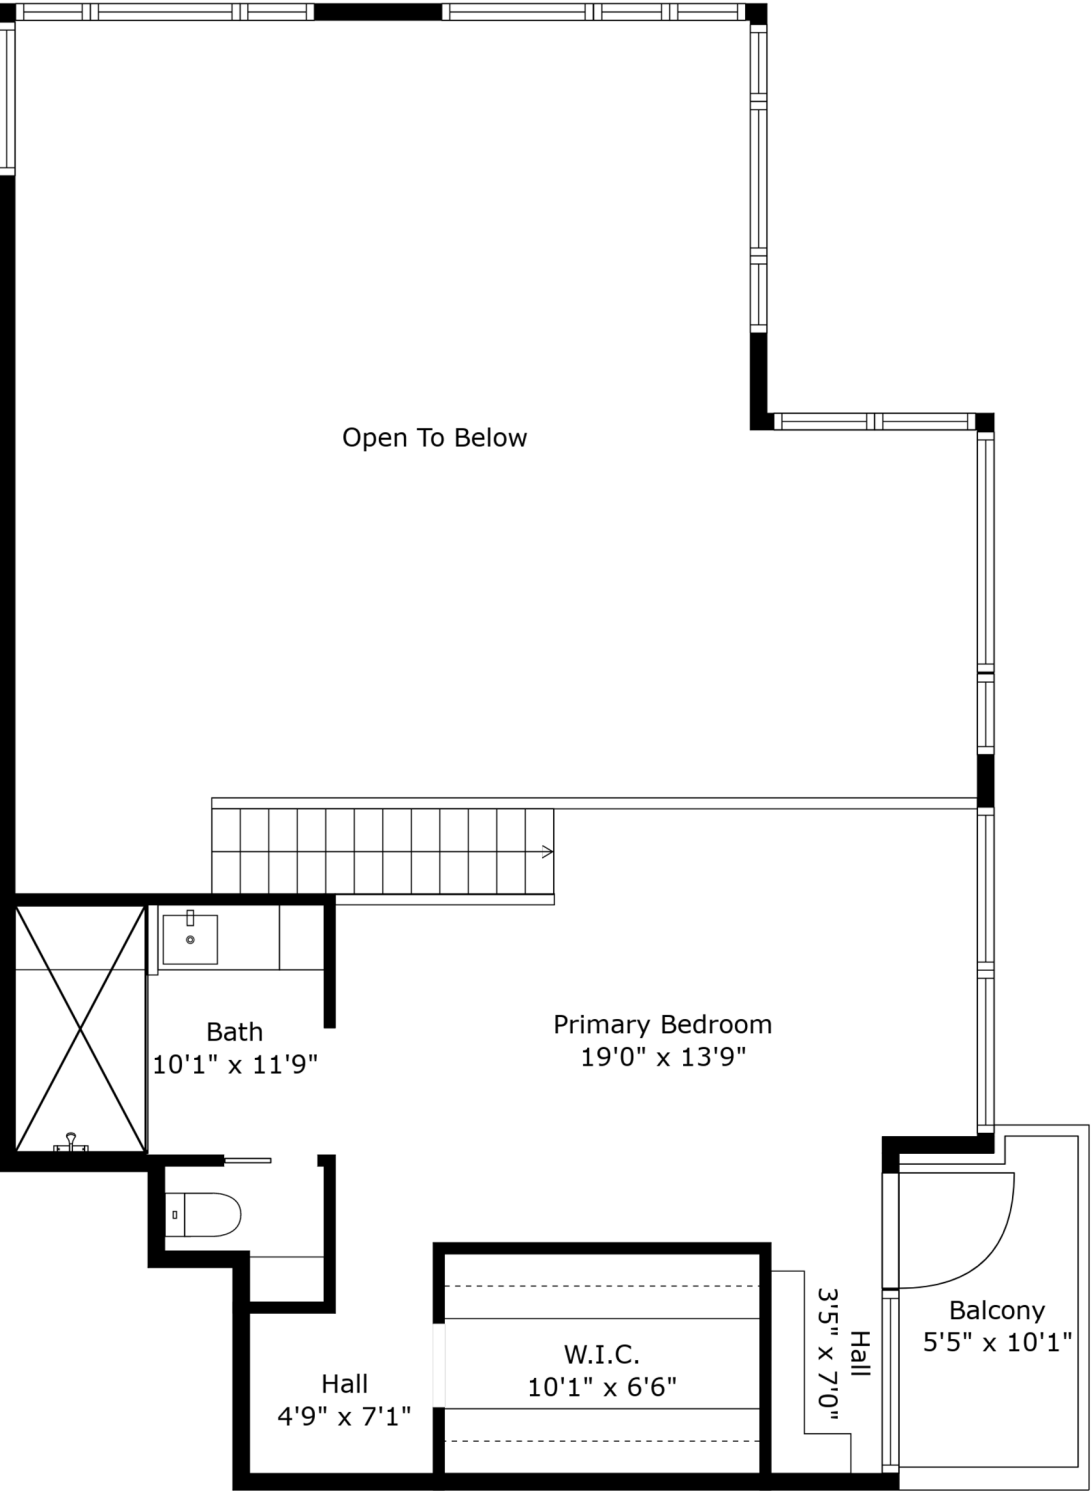 Open To Below
Bath
10'1" x 11'9"
Primary Bedroom
19'0" x 13'9"
Hall
4'9" x 7'1"
W.I.C.
10'1" x 6'6"
Hall
3'5" x 7'0"
Balcony
5'5" x 10'1"